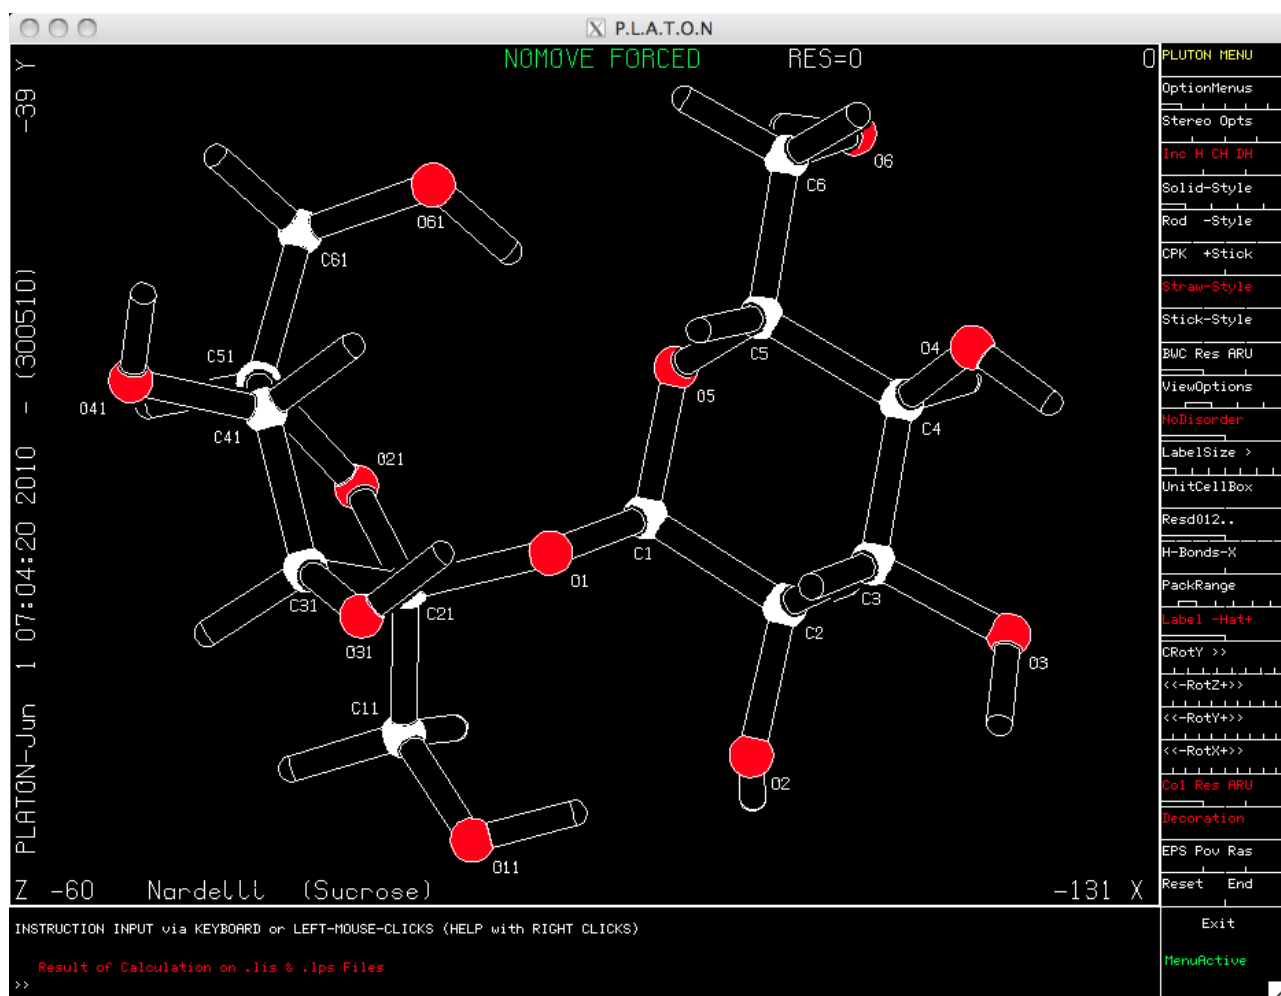 P.L.A.T.O.N
NOMOVE FORCED RES=0 0
PLATON-Jun 1 07:04:20 2010 - (300510) -39 Y
O6
C6
O61
C61
C51
O41
C41
O21
C5
O5
O4
C4
C1
O1
C31
C21
O31
C2
C3
O3
C11
O2
O11
Z -60 Nardelll (Sucrose) -131 X
PLUTON MENU
OptionMenus
Stereo Opts
Inc H CH DH
Solid-Style
Rod -Style
CPK +Stick
Straw-Style
Stick-Style
BWC Res ARU
ViewOptions
NoDisorder
LabelSize >
UnitCellBox
Resd012..
H-Bonds-X
PackRange
Label -Hat+
CRotY >>
<<-RotZ+>>
<<-RotY+>>
<<-RotX+>>
Col Res ARU
Decoration
EPS Pov Ras
Reset End
Exit
MenuActive
INSTRUCTION INPUT via KEYBOARD or LEFT-MOUSE-CLICKS (HELP with RIGHT CLICKS)
Result of Calculation on .lis & .lps Files
>>